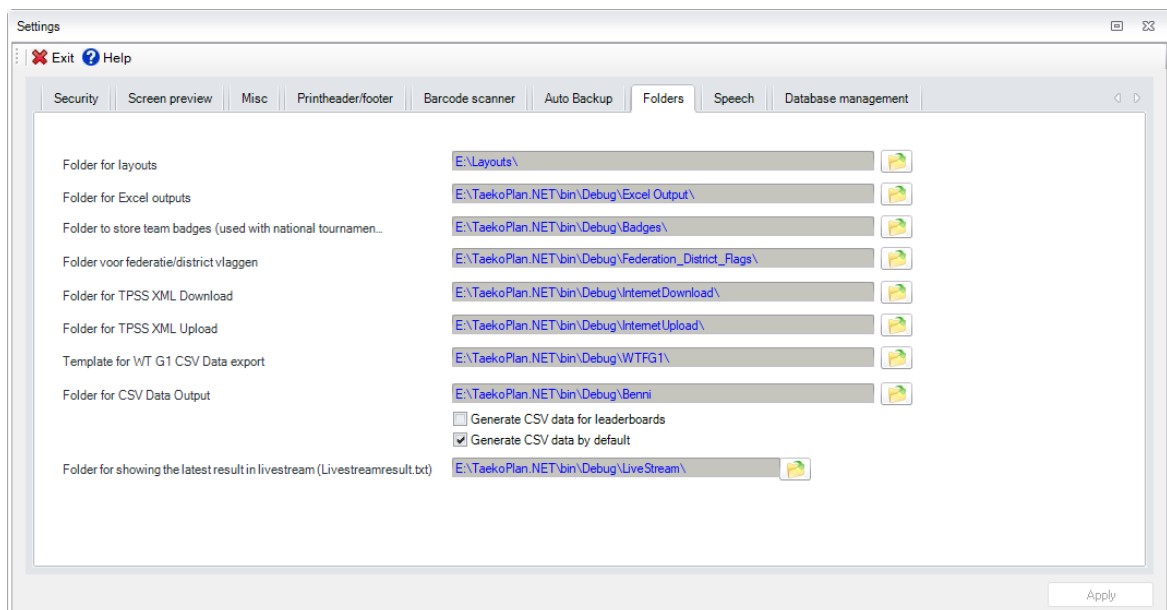 Settings
Exit Help
Security Screen preview Misc Printheader/footer Barcode scanner Auto Backup Folders Speech Database management
Folder for layouts E:\Layouts\
Folder for Excel outputs E:\TaekoPlan.NET\bin\Debug\Excel Output\
Folder to store team badges (used with national tournamen... E:\TaekoPlan.NET\bin\Debug\Badges\
Folder voor federatie/district vlaggen E:\TaekoPlan.NET\bin\Debug\Federation_District_Flags\
Folder for TPSS XML Download E:\TaekoPlan.NET\bin\Debug\InternetDownload\
Folder for TPSS XML Upload E:\TaekoPlan.NET\bin\Debug\InternetUpload\
Template for WT G1 CSV Data export E:\TaekoPlan.NET\bin\Debug\WTFG1\
Folder for CSV Data Output E:\TaekoPlan.NET\bin\Debug\Benni
Generate CSV data for leaderboards
Generate CSV data by default
Folder for showing the latest result in livestream (Livestreamresult.txt) E:\TaekoPlan.NET\bin\Debug\LiveStream\
Apply